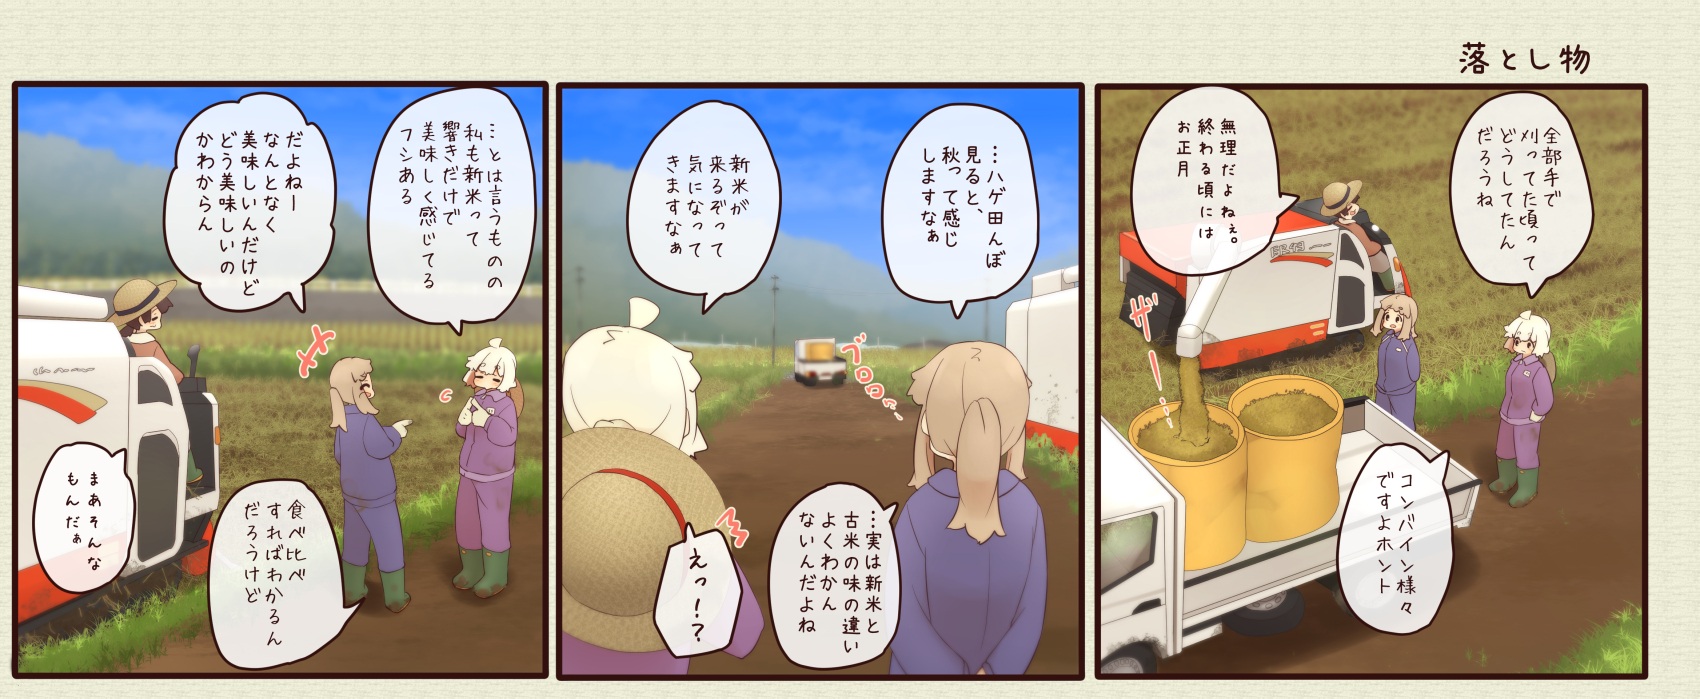 落とし物
全部手で
刈ってた頃って
どうしてたん
だろうね
無理だよねぇ。
終わる頃には
お正月
ザー…
コンバイン様々
ですよホント
…ハゲ田んぼ
見ると、
秋って感じ
しますなぁ
新米が
来るぞって
気になって
きますなぁ
ブロロ…
…実は新米と
古米の味の違い
よくわかん
ないんだよね
えっ!?
…とは言うものの
私も新米って
響きだけで
美味しく感じてる
フシある
だよねー
なんとなく
美味しいんだけど
どう美味しいの
かわからん
食べ比べ
すればわかるん
だろうけど
まあそんな
もんだぁ